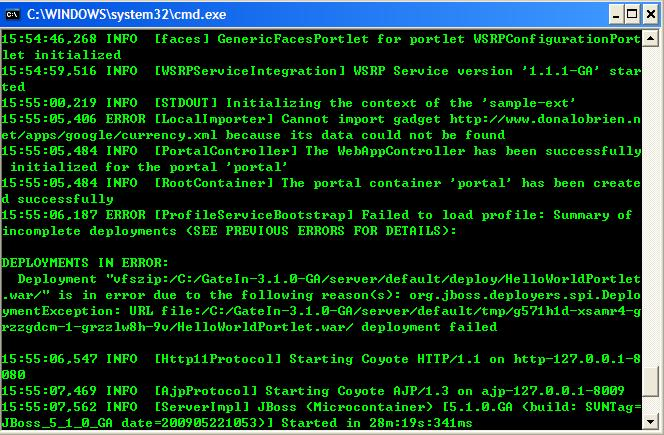 C:\WINDOWS\system32\cmd.exe
15:54:46,268 INFO  [faces] GenericFacesPortlet for portlet WSRPConfigurationPort
let initialized
15:54:59,516 INFO  [WSRPServiceIntegration] WSRP Service version '1.1.1-GA' star
ted
15:55:00,219 INFO  [STDOUT] Initializing the context of the 'sample-ext'
15:55:05,406 ERROR [LocalImporter] Cannot import gadget http://www.donalobrien.n
et/apps/google/currency.xml because its data could not be found
15:55:05,484 INFO  [PortalController] The WebAppController has been successfully
 initialized for the portal 'portal'
15:55:05,484 INFO  [RootContainer] The portal container 'portal' has been create
d successfully
15:55:06,187 ERROR [ProfileServiceBootstrap] Failed to load profile: Summary of
incomplete deployments (SEE PREVIOUS ERRORS FOR DETAILS):

DEPLOYMENTS IN ERROR:
  Deployment "vfszip:/C:/GateIn-3.1.0-GA/server/default/deploy/HelloWorldPortlet
.war/" is in error due to the following reason(s): org.jboss.deployers.spi.Deplo
ymentException: URL file:/C:/GateIn-3.1.0-GA/server/default/tmp/g571h1d-xsamr4-g
rzzgdcm-1-grzzlw8h-9v/HelloWorldPortlet.war/ deployment failed

15:55:06,547 INFO  [Http11Protocol] Starting Coyote HTTP/1.1 on http-127.0.0.1-8
080
15:55:07,469 INFO  [AjpProtocol] Starting Coyote AJP/1.3 on ajp-127.0.0.1-8009
15:55:07,562 INFO  [ServerImpl] JBoss (Microcontainer) [5.1.0.GA (build: SVNTag=
JBoss_5_1_0_GA date=200905221053)] Started in 28m:19s:341ms